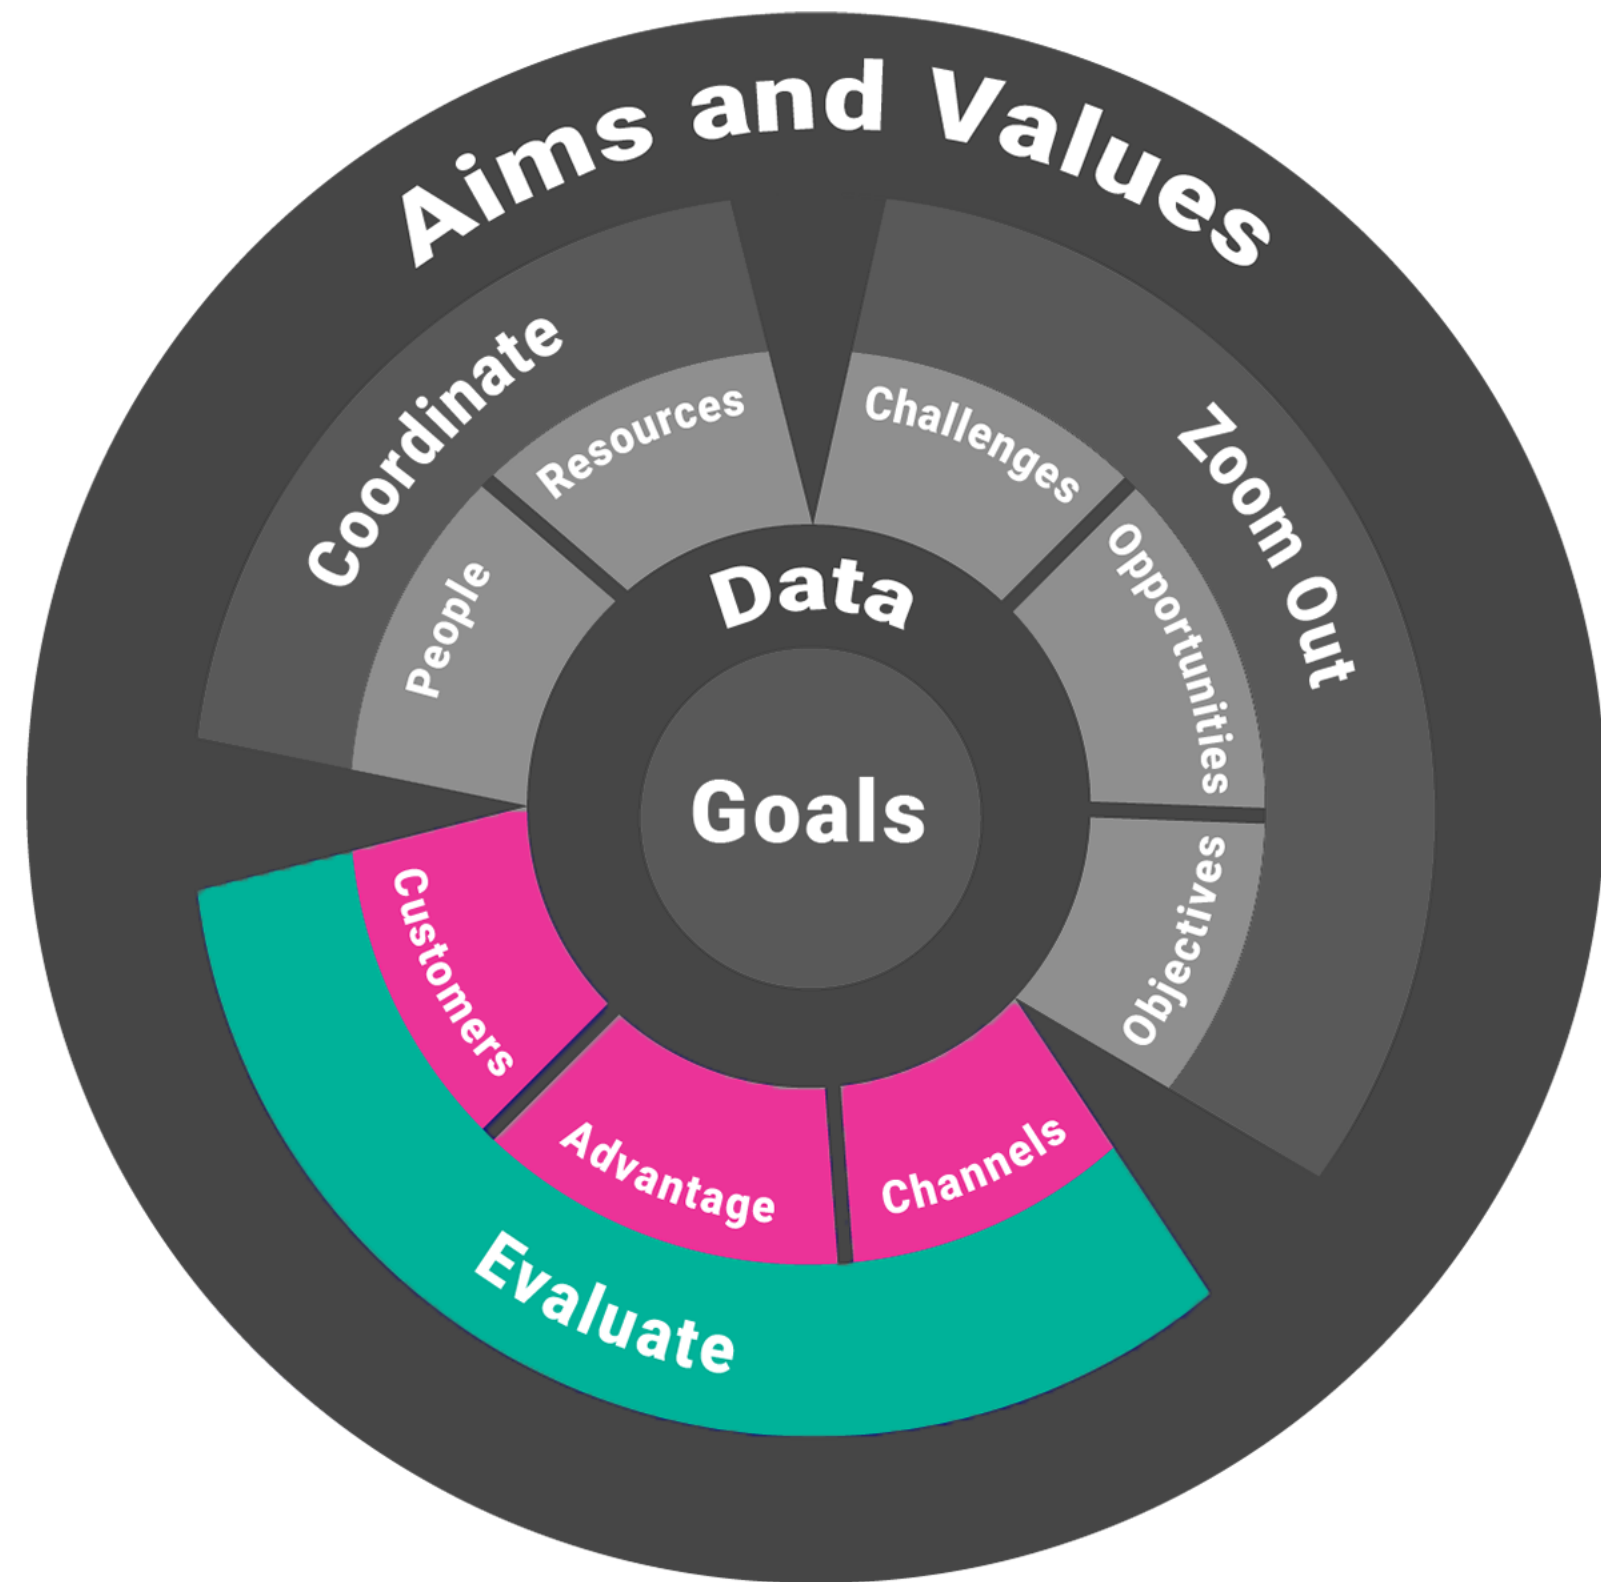 Aims and Values
Coordinate
Resources
People
Zoom Out
Challenges
Opportunities
Objectives
Data
Goals
Customers
Advantage
Channels
Evaluate